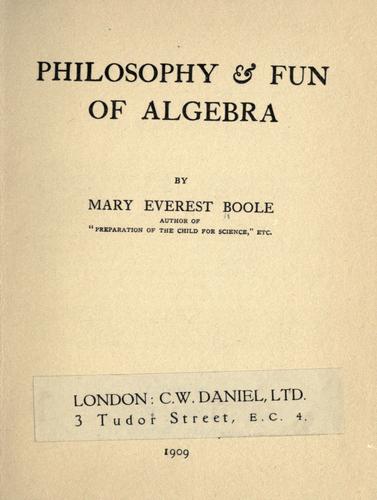 PHILOSOPHY & FUN
OF ALGEBRA
BY
MARY EVEREST BOOLE
AUTHOR OF
"PREPARATION OF THE CHILD FOR SCIENCE," ETC.
LONDON: C. W. DANIEL, LTD.
3 Tudor Street, E.C. 4.
1909